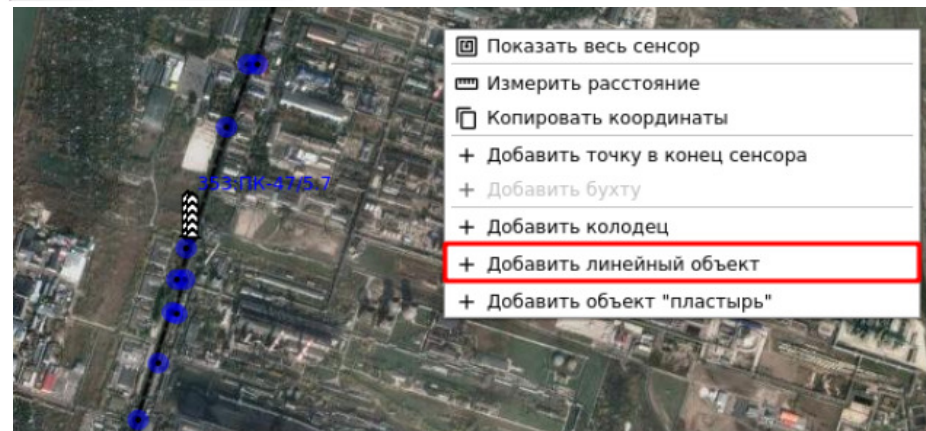 Показать весь сенсор
Измерить расстояние
Копировать координаты
+ Добавить точку в конец сенсора
+ Добавить бухту
353:ПК-47/5.7
+ Добавить колодец
+ Добавить линейный объект
+ Добавить объект "пластырь"